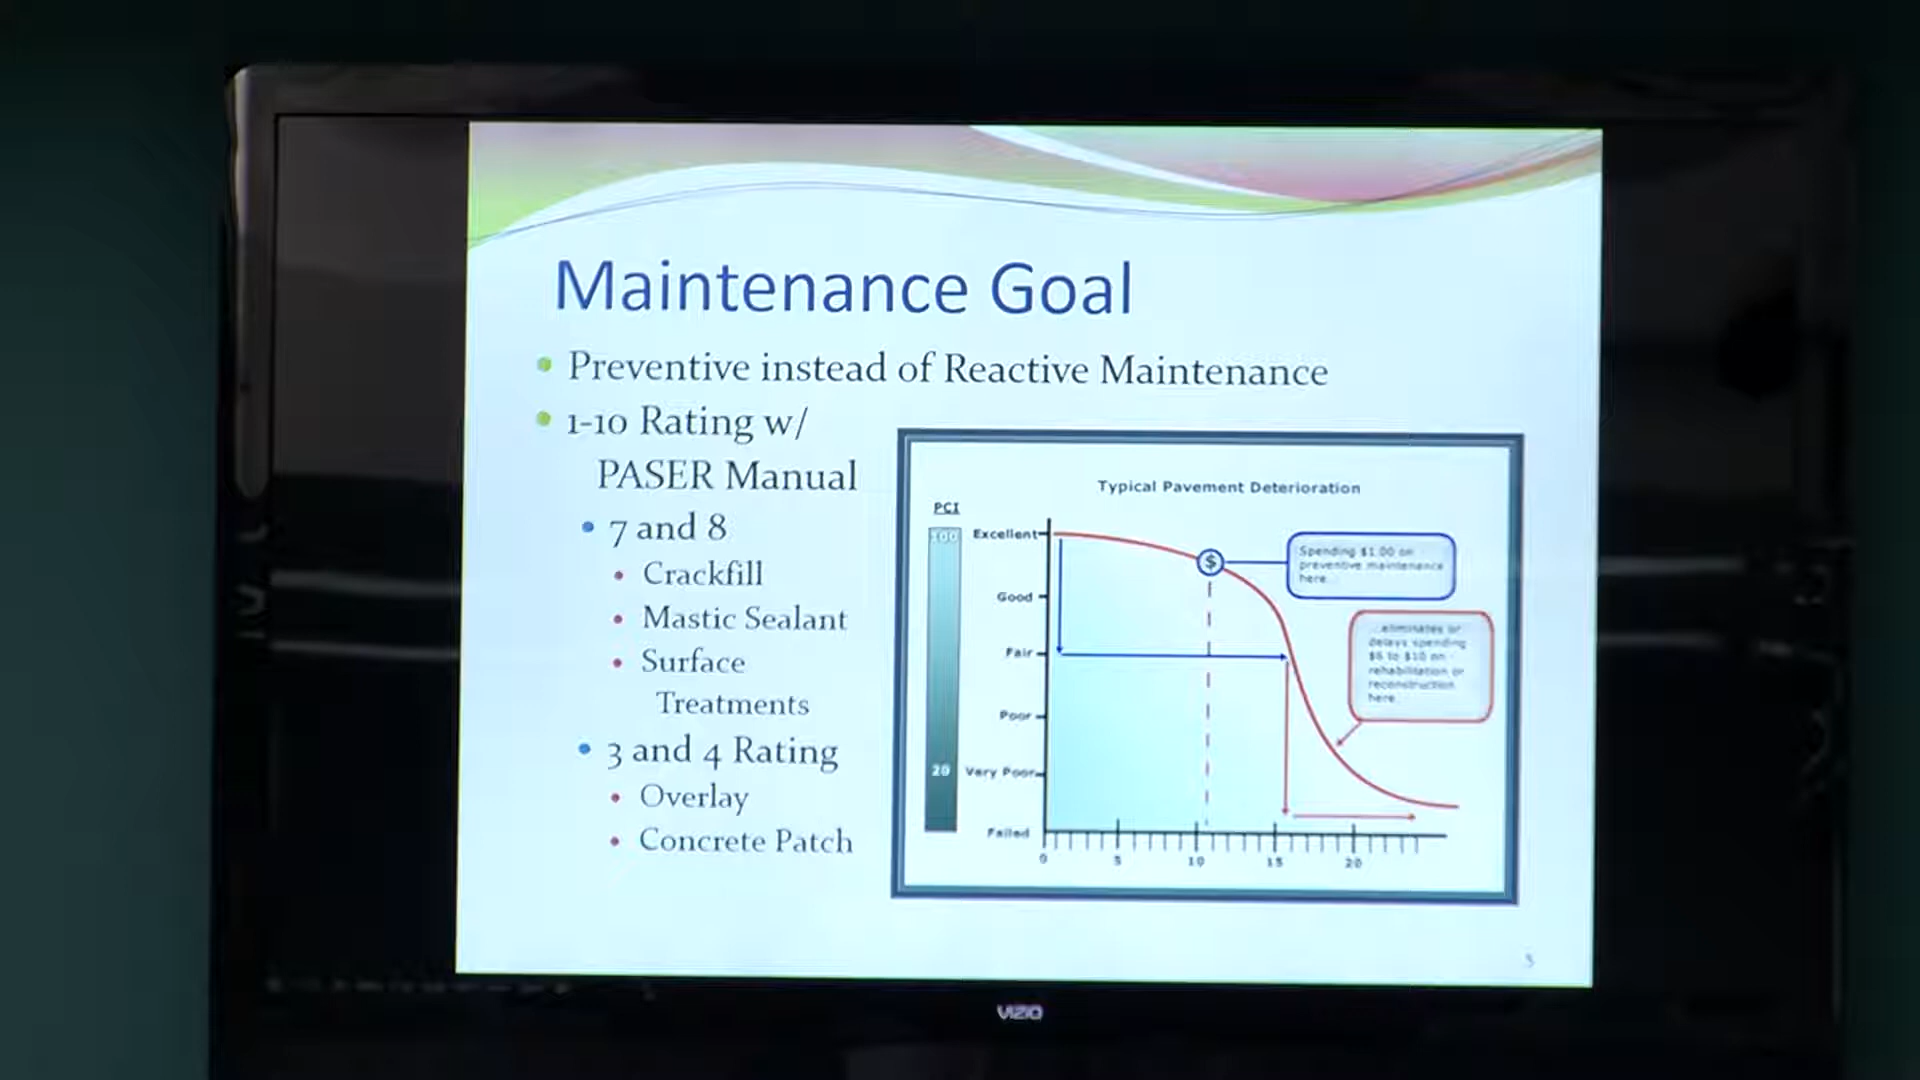 Maintenance Goal
Preventive instead of Reactive Maintenance
1-10 Rating w/
PASER Manual
7 and 8
Crackfill
Mastic Sealant
Surface
Treatments
3 and 4 Rating
Overlay
Concrete Patch
Typical Pavement Deterioration
PCI
100
Excellent
Good
Fair
Poor
20
Very Poor
Failed
0 5 10 15 20
$
Spending $1.00 on
preventive maintenance
here...
...eliminates or
delays spending
$6 to $10 on
rehabilitation or
reconstruction
here.
5
VIZIO